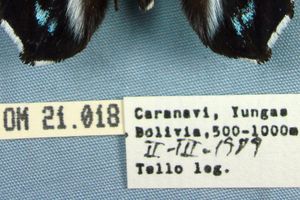 OM 21.018
Caranavi, Yungas
Bolivia,500-1000m
II-III-1989
Tello leg.